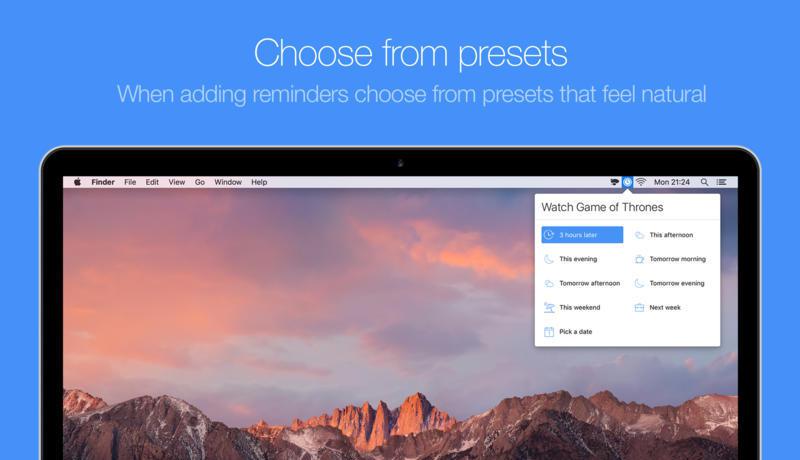 Choose from presets
When adding reminders choose from presets that feel natural
Finder File Edit View Go Window Help Mon 21:24
Watch Game of Thrones
3 hours later This afternoon
This evening Tomorrow morning
Tomorrow afternoon Tomorrow evening
This weekend Next week
Pick a date